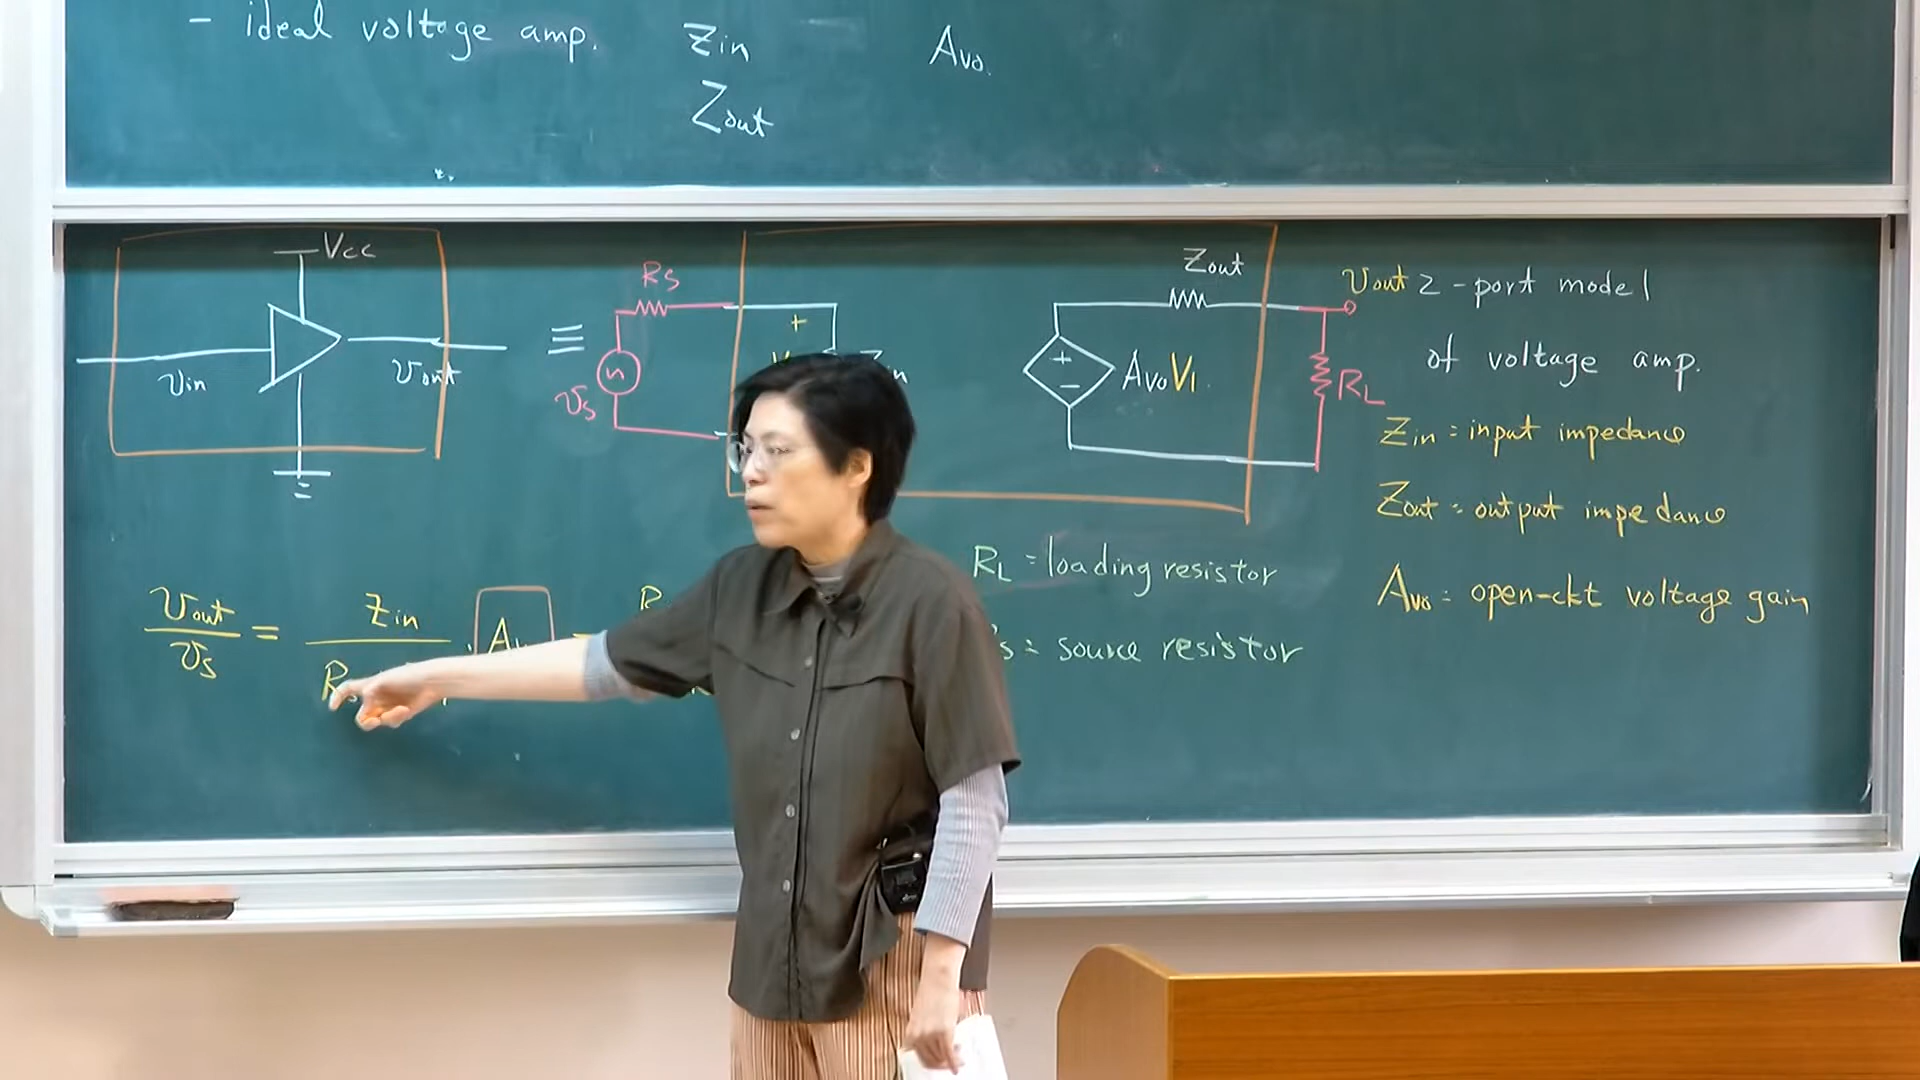 - ideal voltage amp. Zin Avo.
Zout
Vcc
vin
vout
≡
Rs
vs
+
Zout
+
−
AvoV1
vout
RL
2-port model
of voltage amp.
Zin = input impedance
Zout = output impedance
Avo = open-ckt voltage gain
RL = loading resistor
s = source resistor
vout
vs
=
Zin
Rs